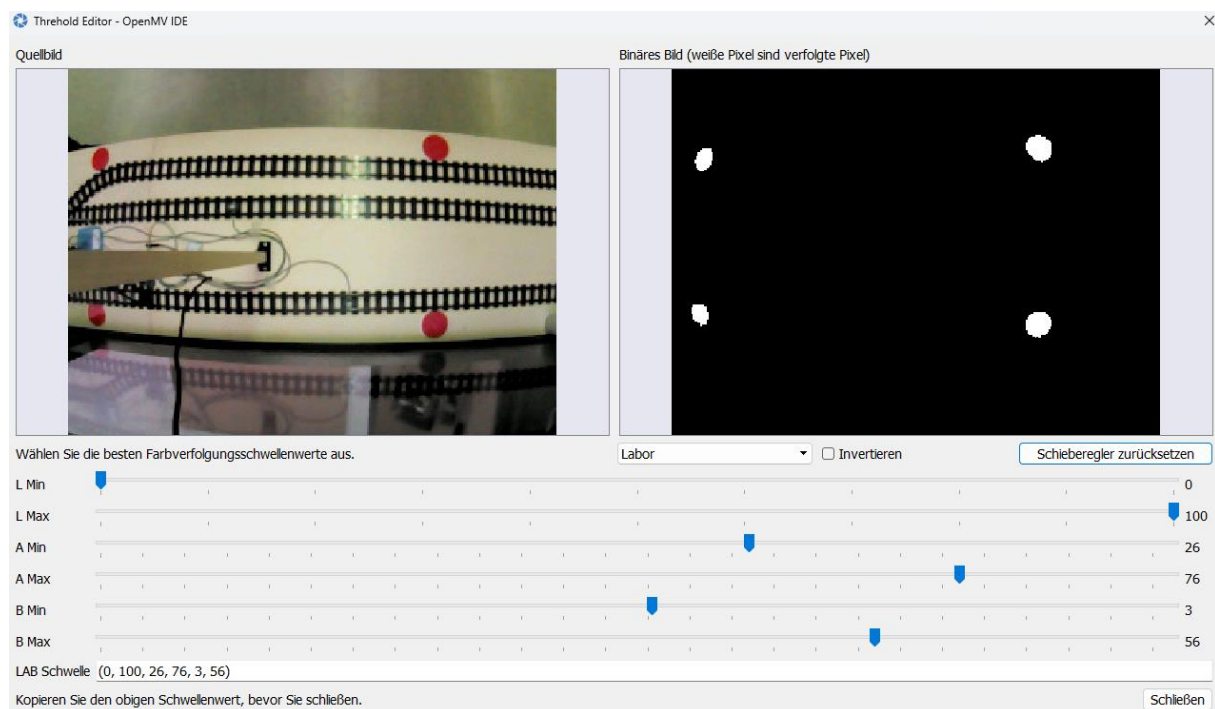 Threhold Editor - OpenMV IDE
Quellbild
Binäres Bild (weiße Pixel sind verfolgte Pixel)
Wählen Sie die besten Farbverfolgungsschwellenwerte aus.
Labor
Invertieren
Schieberegler zurücksetzen
L Min 0
L Max 100
A Min 26
A Max 76
B Min 3
B Max 56
LAB Schwelle (0, 100, 26, 76, 3, 56)
Kopieren Sie den obigen Schwellenwert, bevor Sie schließen.
Schließen